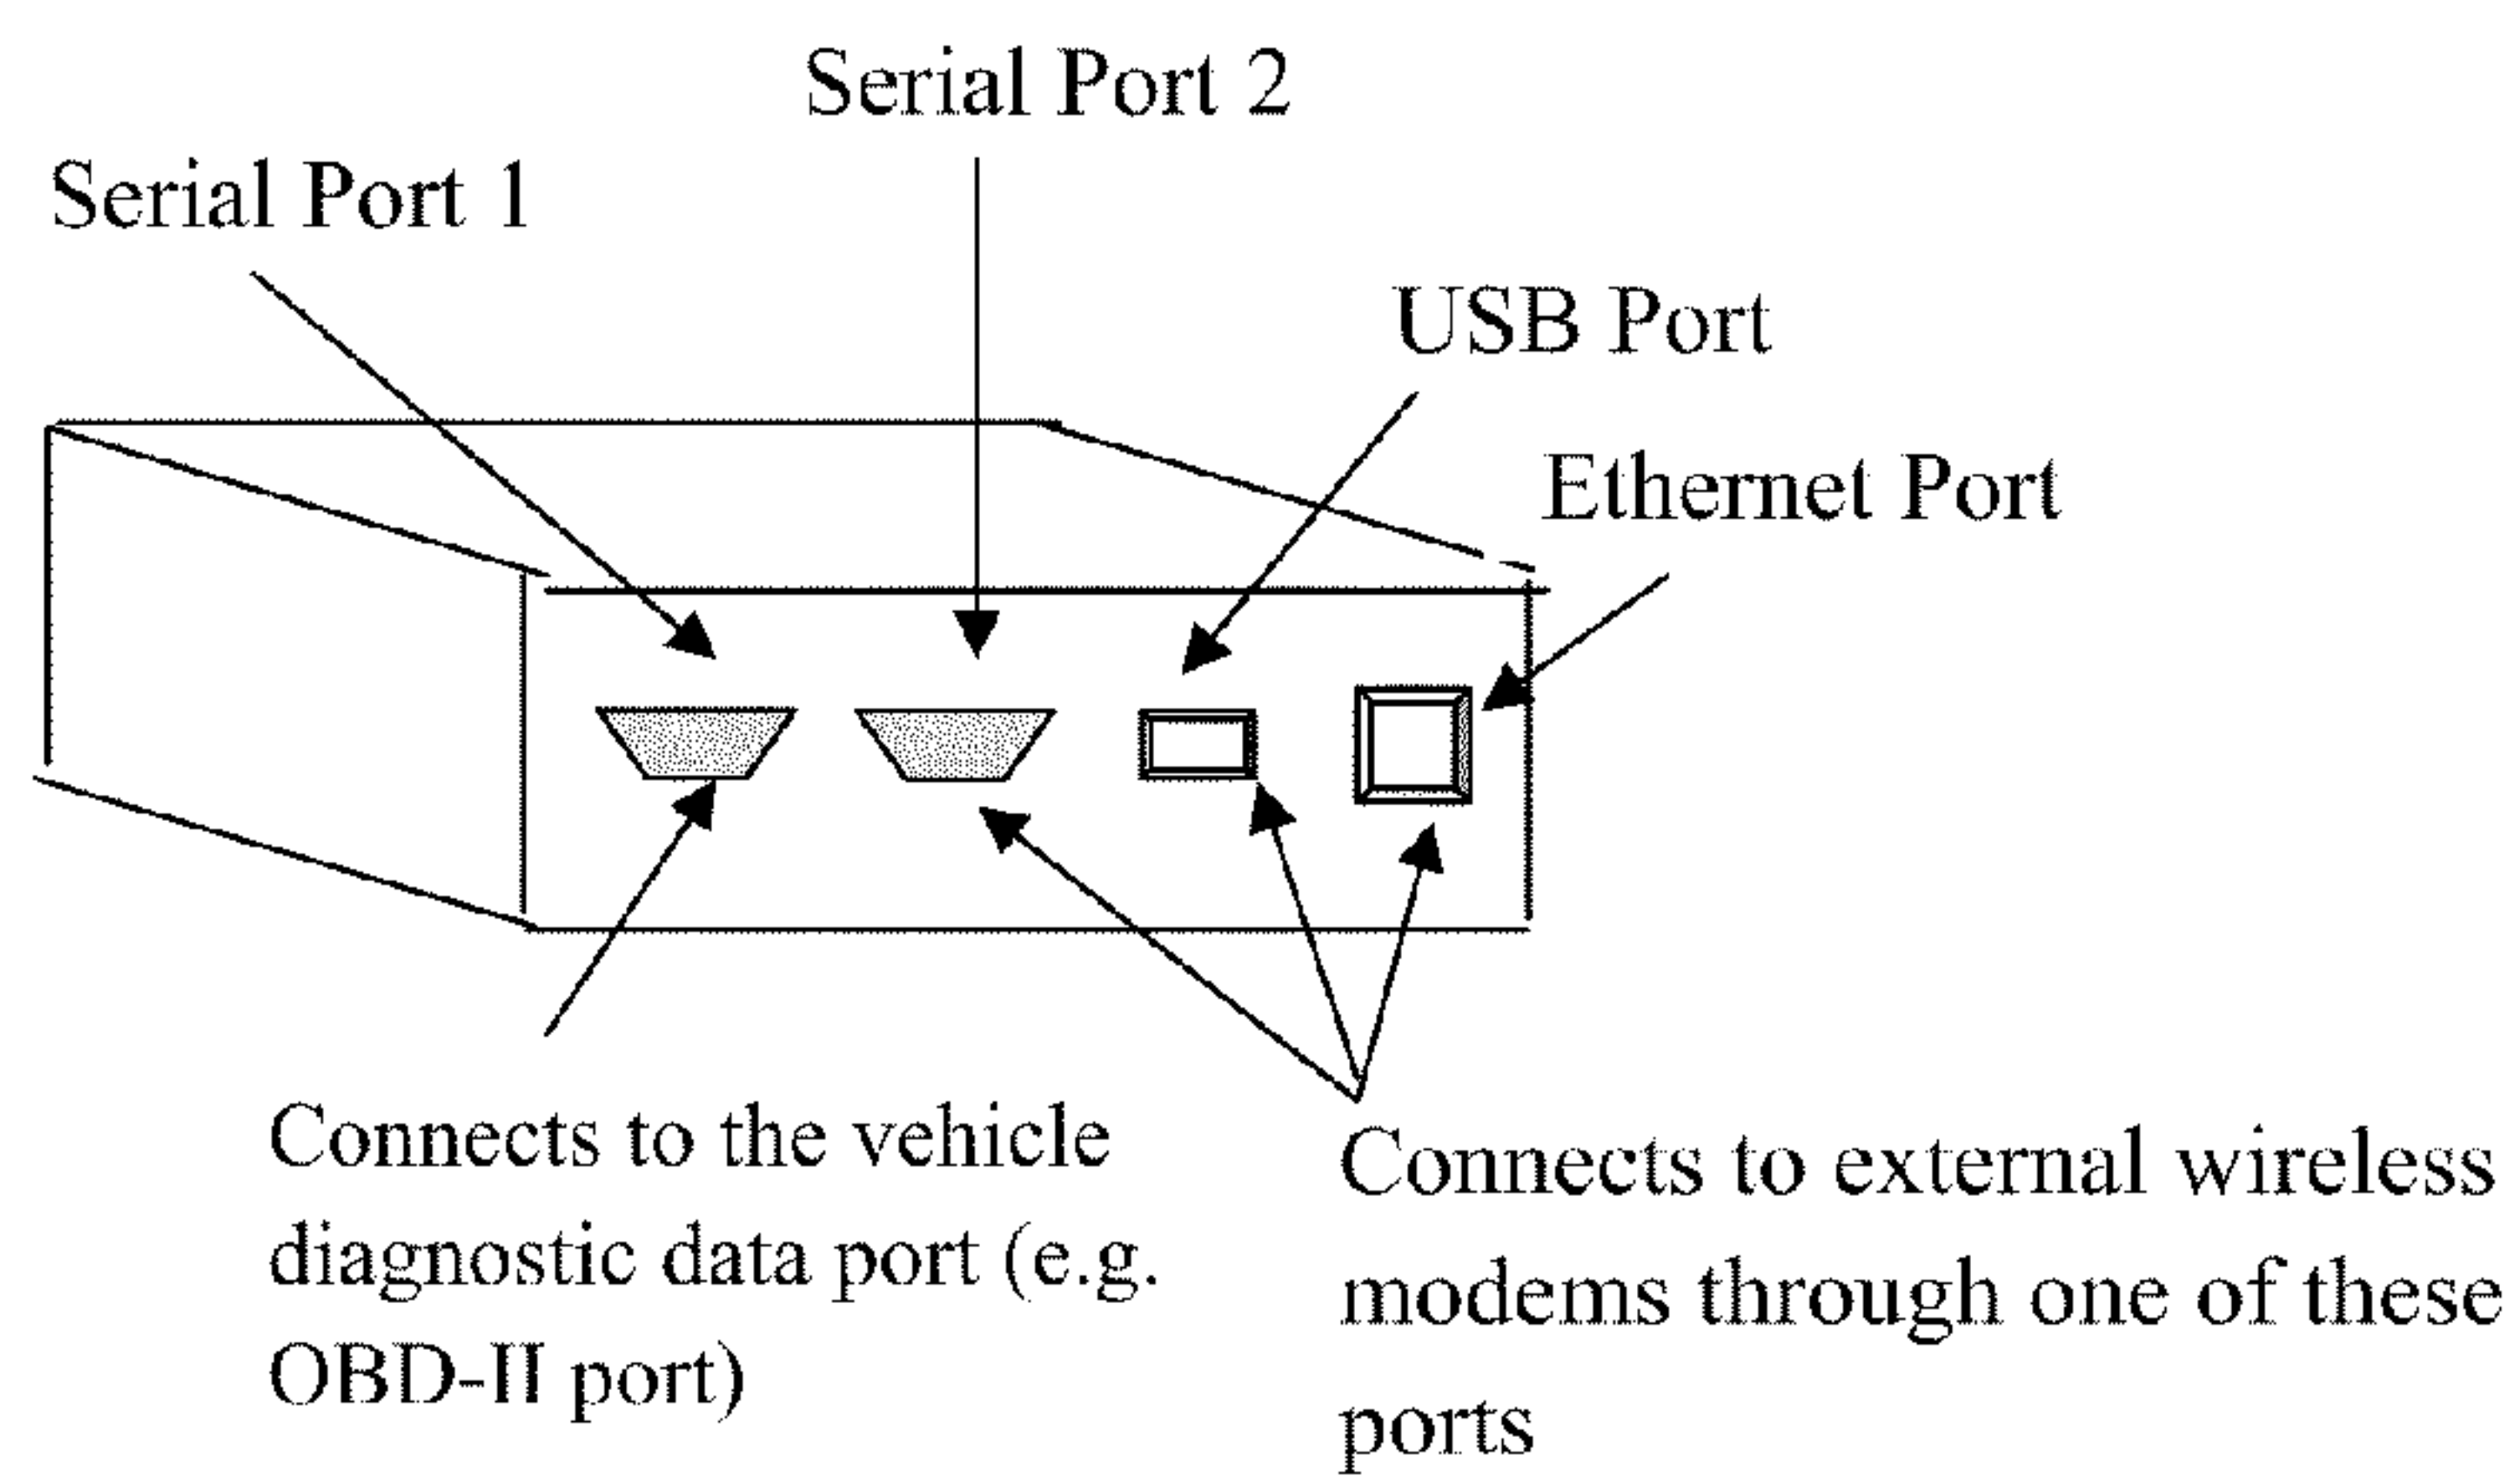 Serial Port 2
Serial Port 1
USB Port
Ethernet Port
Connects to the vehicle
diagnostic data port (e.g.
OBD-II port)
Connects to external wireless
modems through one of these
ports